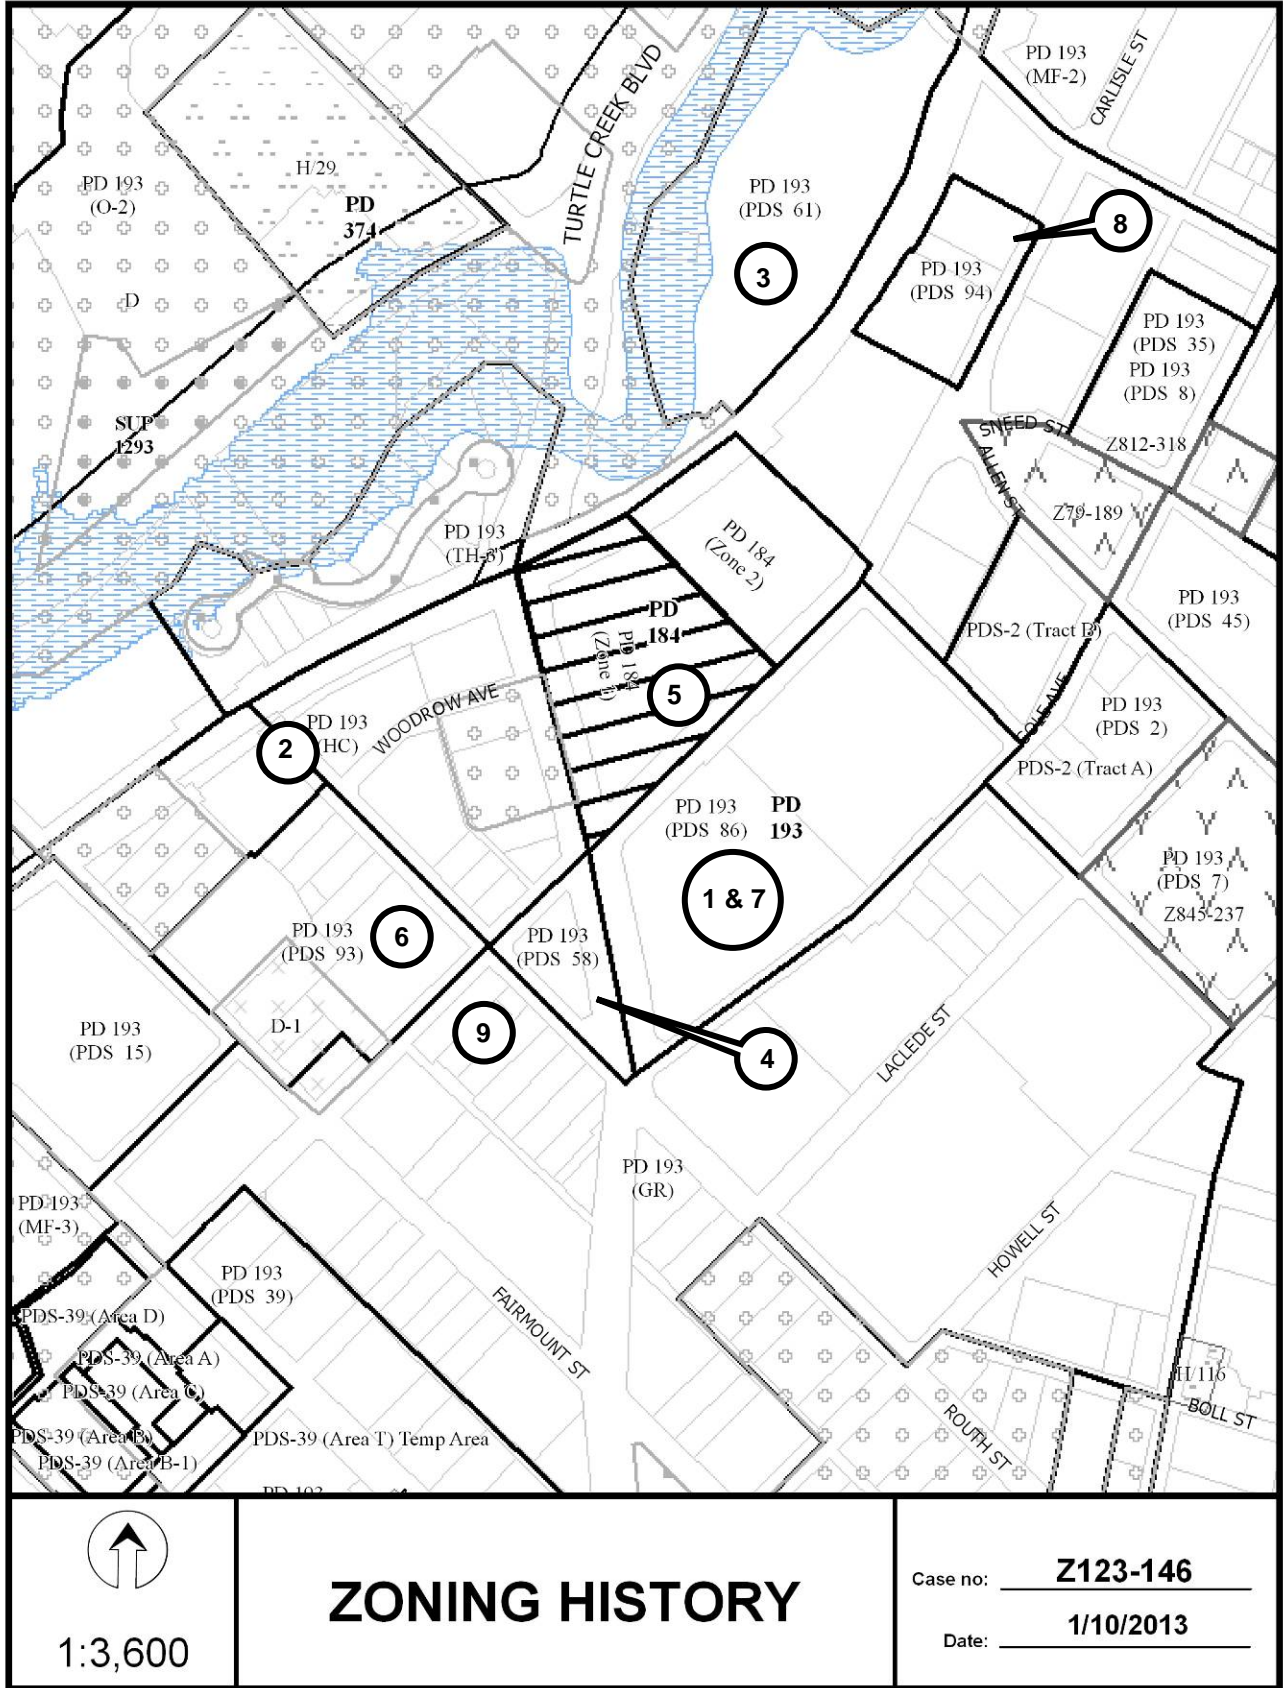 PD 193
(MF-2)
CARLISLE ST
TURTLE CREEK BLVD
H/29
PD 193
(O-2)
PD
374
PD 193
(PDS 61)
8
3
PD 193
(PDS 94)
D
PD 193
(PDS 35)
PD 193
(PDS 8)
SUP
1293
SNEED ST
Z812-318
ALLEN ST
Z79-189
PD 193
(TH-3)
PD 184
(Zone 2)
PD
184
PD 184
(Zone 1)
5
PD 193
(PDS 45)
PDS-2 (Tract B)
COLE AVE
PD 193
(PDS 2)
PDS-2 (Tract A)
WOODROW AVE
2
PD 193
(HC)
PD 193
(PDS 86)
PD
193
1 & 7
PD 193
(PDS 7)
Z845-237
PD 193
(PDS 93)
6
PD 193
(PDS 58)
D-1
9
4
PD 193
(PDS 15)
LACLEDE ST
PD 193
(GR)
PD 193
(MF-3)
HOWELL ST
PD 193
(PDS 39)
FAIRMOUNT ST
PDS-39 (Area D)
PDS-39 (Area A)
PDS-39 (Area C)
PDS-39 (Area B)
PDS-39 (Area B-1)
PDS-39 (Area T) Temp Area
PD 193
H/116
BOLL ST
ROUTH ST
1:3,600
ZONING HISTORY
Case no: Z123-146
Date: 1/10/2013